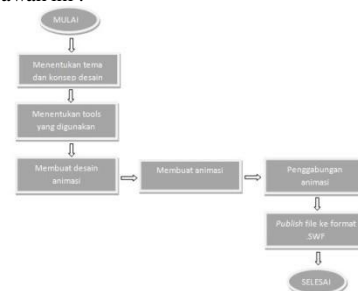 MULAI
Menentukan tema
dan konsep desain
Menentukan tools
yang digunakan
Membuat desain
animasi
Membuat animasi
Penggabungan
animasi
Publish file ke format
.SWF
SELESAI